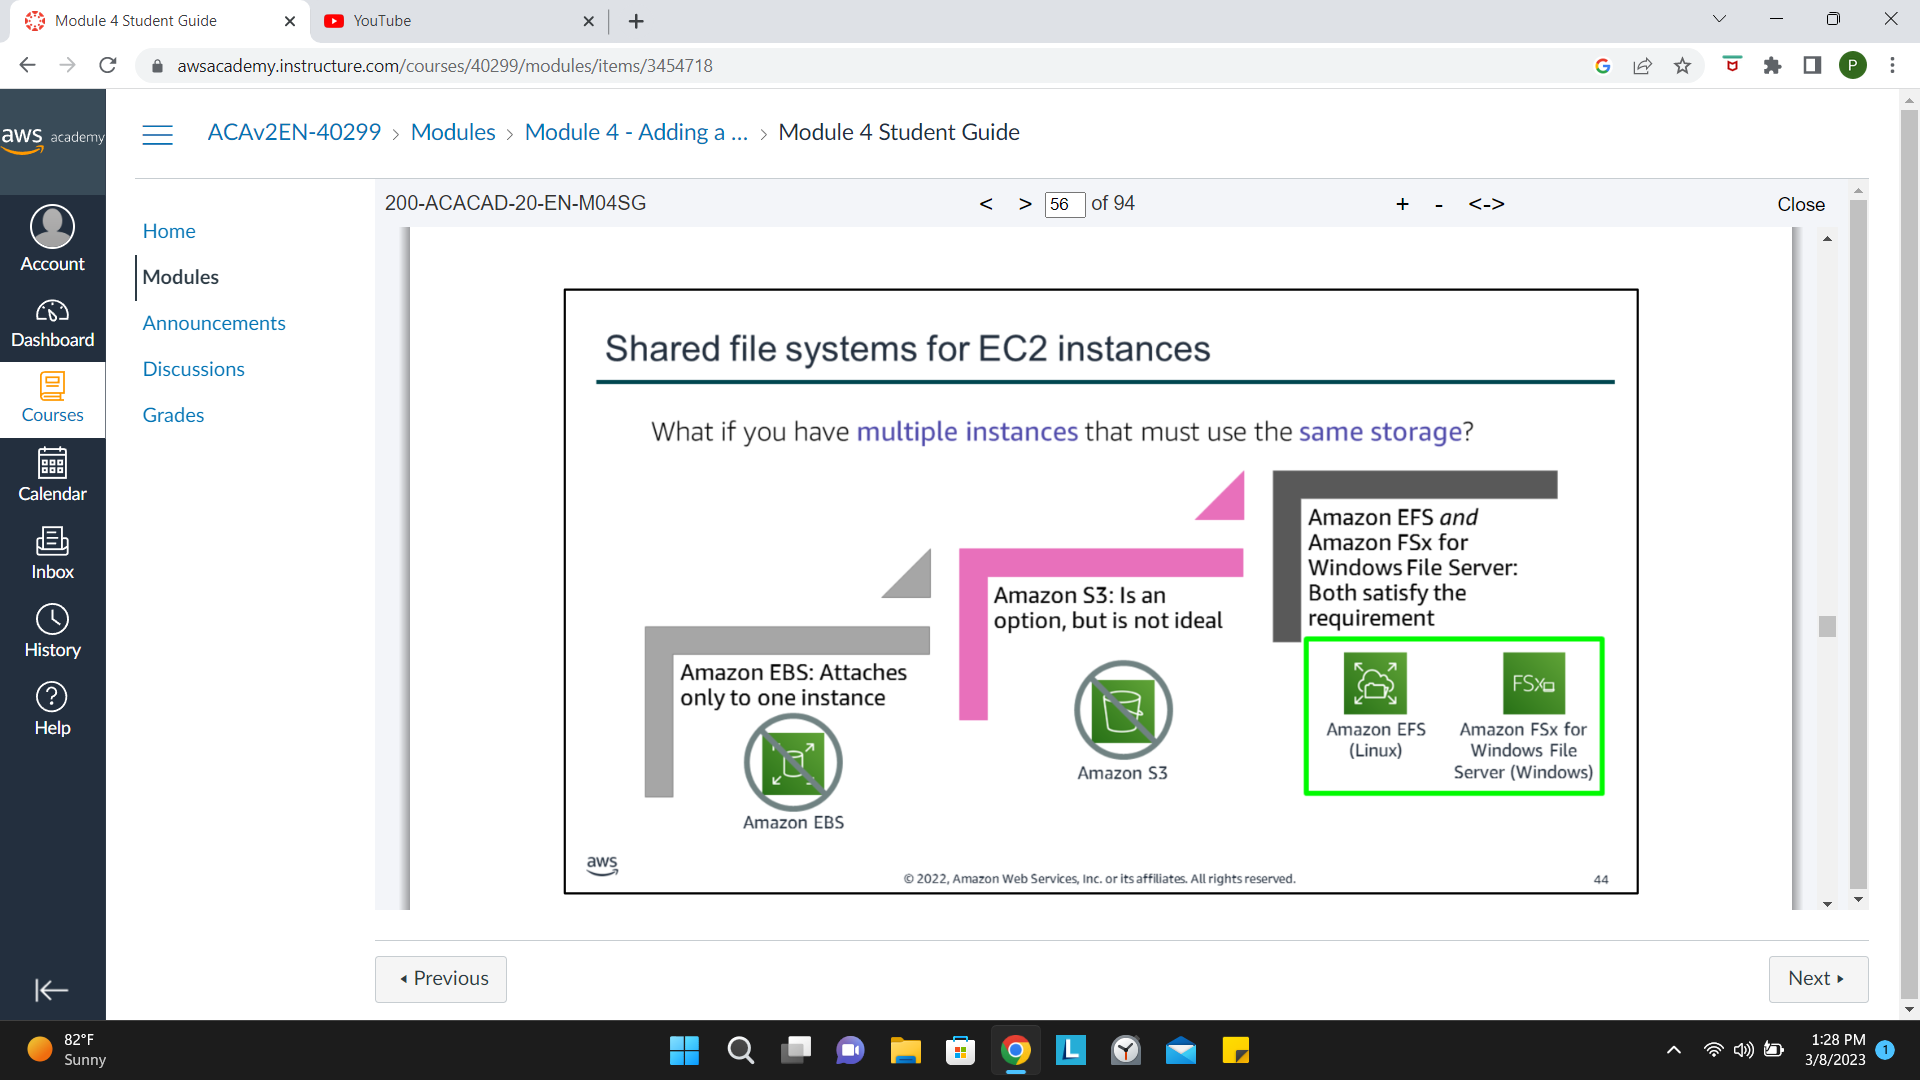 Module 4 Student Guide
YouTube
awsacademy.instructure.com/courses/40299/modules/items/3454718
P
aws academy
ACAv2EN-40299 > Modules > Module 4 - Adding a ... > Module 4 Student Guide
Account
Dashboard
Courses
Calendar
Inbox
History
Help
Home
Modules
Announcements
Discussions
Grades
200-ACACAD-20-EN-M04SG
< > 56 of 94
+ - <->
Close
Shared file systems for EC2 instances
What if you have multiple instances that must use the same storage?
Amazon EBS: Attaches
only to one instance
Amazon EBS
Amazon S3: Is an
option, but is not ideal
Amazon S3
Amazon EFS and
Amazon FSx for
Windows File Server:
Both satisfy the
requirement
Amazon EFS
(Linux)
FSx
Amazon FSx for
Windows File
Server (Windows)
aws
© 2022, Amazon Web Services, Inc. or its affiliates. All rights reserved.
44
Previous
Next
82°F
Sunny
L
1:28 PM
3/8/2023
1